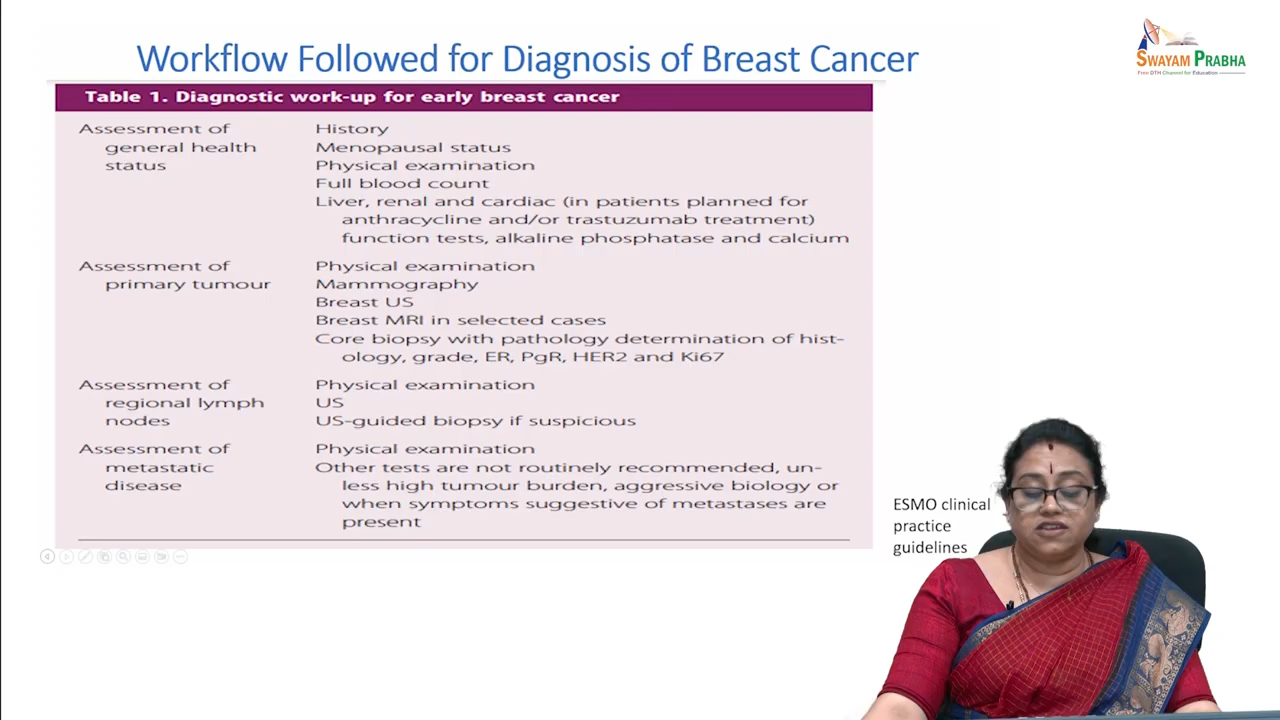 Workflow Followed for Diagnosis of Breast Cancer
SWAYAM PRABHA
Free DTH Channel for Education
Table 1. Diagnostic work-up for early breast cancer
Assessment of
general health
status
History
Menopausal status
Physical examination
Full blood count
Liver, renal and cardiac (in patients planned for
anthracycline and/or trastuzumab treatment)
function tests, alkaline phosphatase and calcium
Assessment of
primary tumour
Physical examination
Mammography
Breast US
Breast MRI in selected cases
Core biopsy with pathology determination of hist-
ology, grade, ER, PgR, HER2 and Ki67
Assessment of
regional lymph
nodes
Physical examination
US
US-guided biopsy if suspicious
Assessment of
metastatic
disease
Physical examination
Other tests are not routinely recommended, un-
less high tumour burden, aggressive biology or
when symptoms suggestive of metastases are
present
ESMO clinical
practice
guidelines